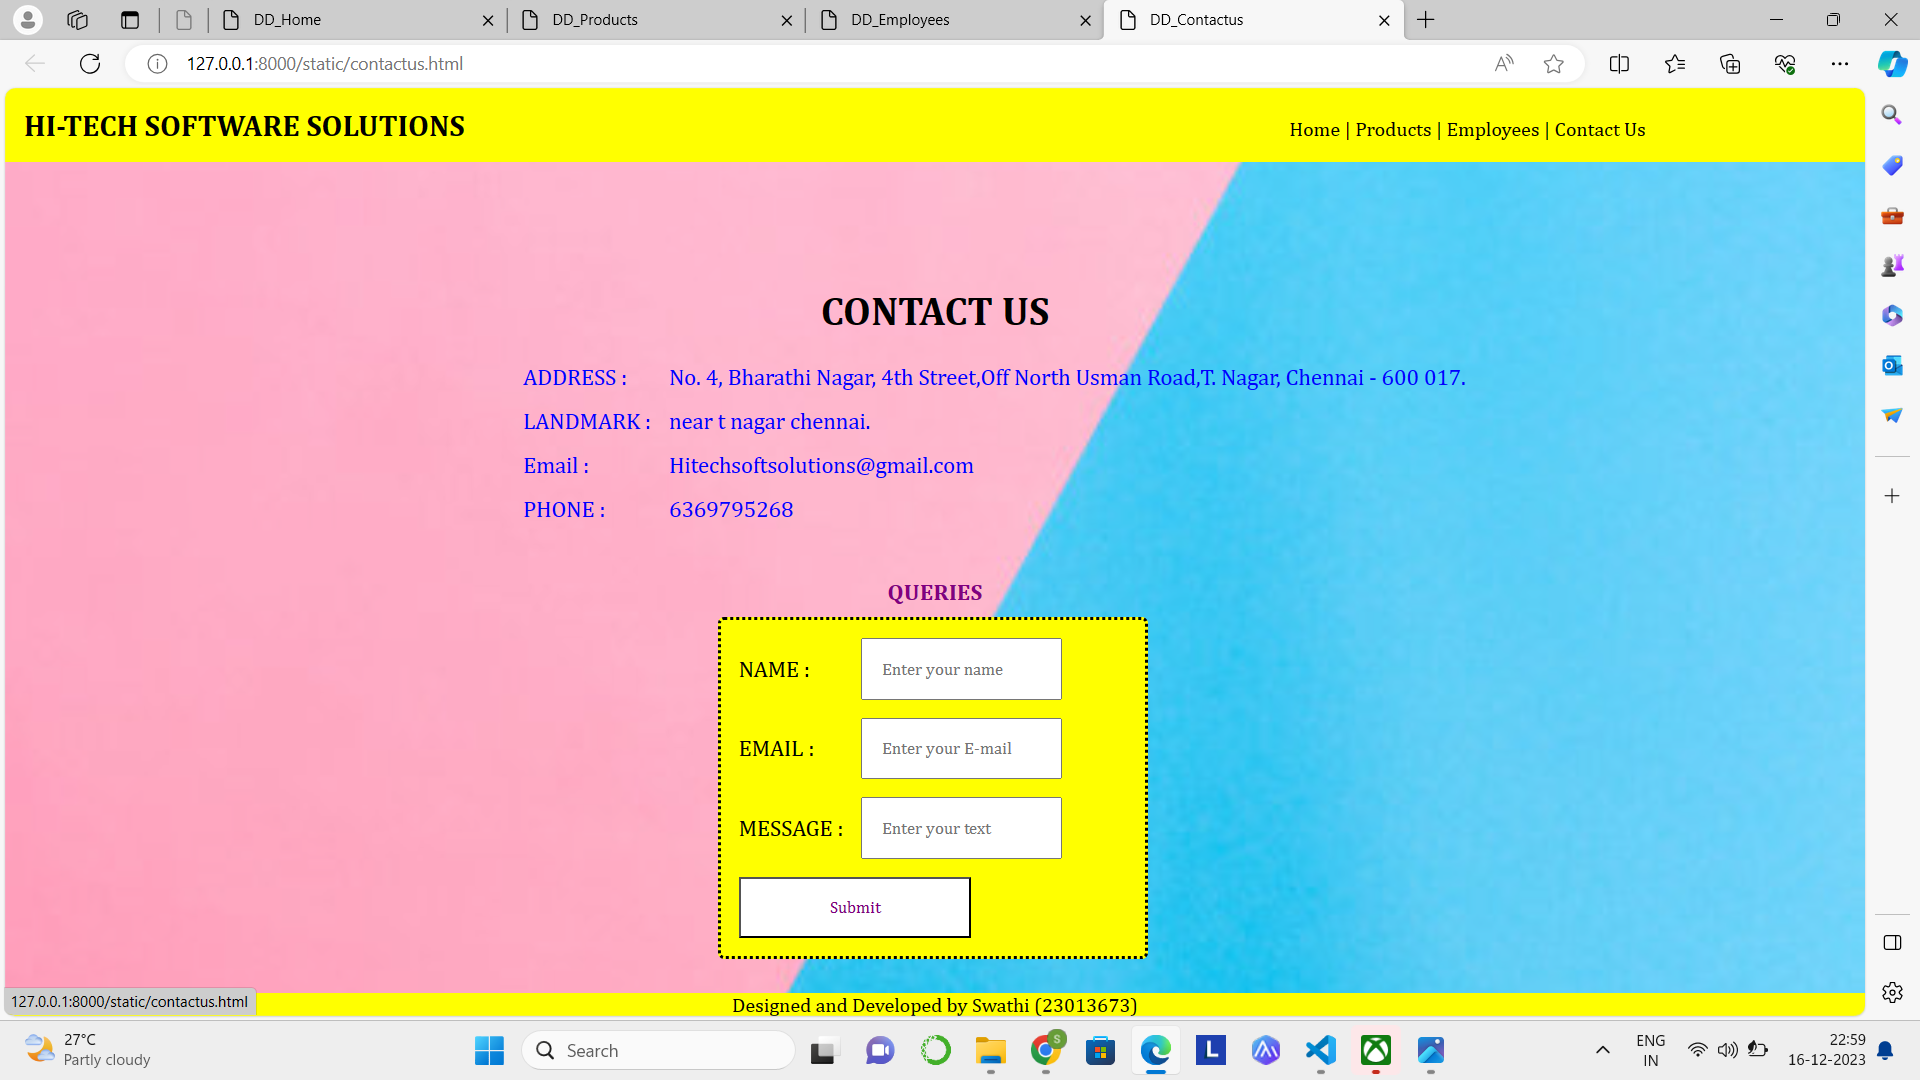 DD_Home
DD_Products
DD_Employees
DD_Contactus
127.0.0.1:8000/static/contactus.html
HI-TECH SOFTWARE SOLUTIONS
Home | Products | Employees | Contact Us
CONTACT US
ADDRESS : No. 4, Bharathi Nagar, 4th Street,Off North Usman Road,T. Nagar, Chennai - 600 017.
LANDMARK : near t nagar chennai.
Email : Hitechsoftsolutions@gmail.com
PHONE : 6369795268
QUERIES
NAME : Enter your name
EMAIL : Enter your E-mail
MESSAGE : Enter your text
Submit
127.0.0.1:8000/static/contactus.html
Designed and Developed by Swathi (23013673)
27°C
Partly cloudy
Search
S
L
ENG
IN
22:59
16-12-2023